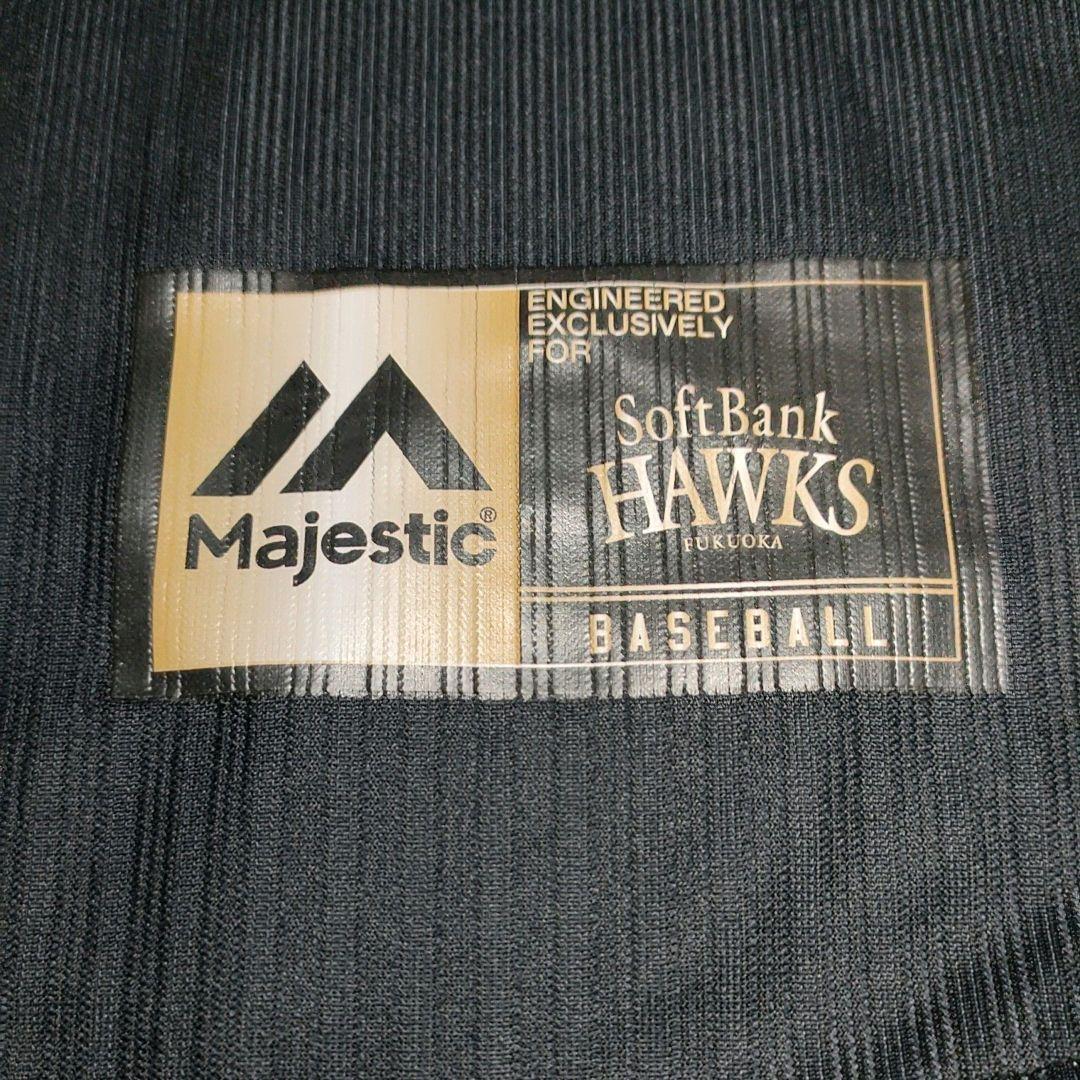 Majestic®
ENGINEERED
EXCLUSIVELY
FOR
SoftBank
HAWKS
FUKUOKA
BASEBALL